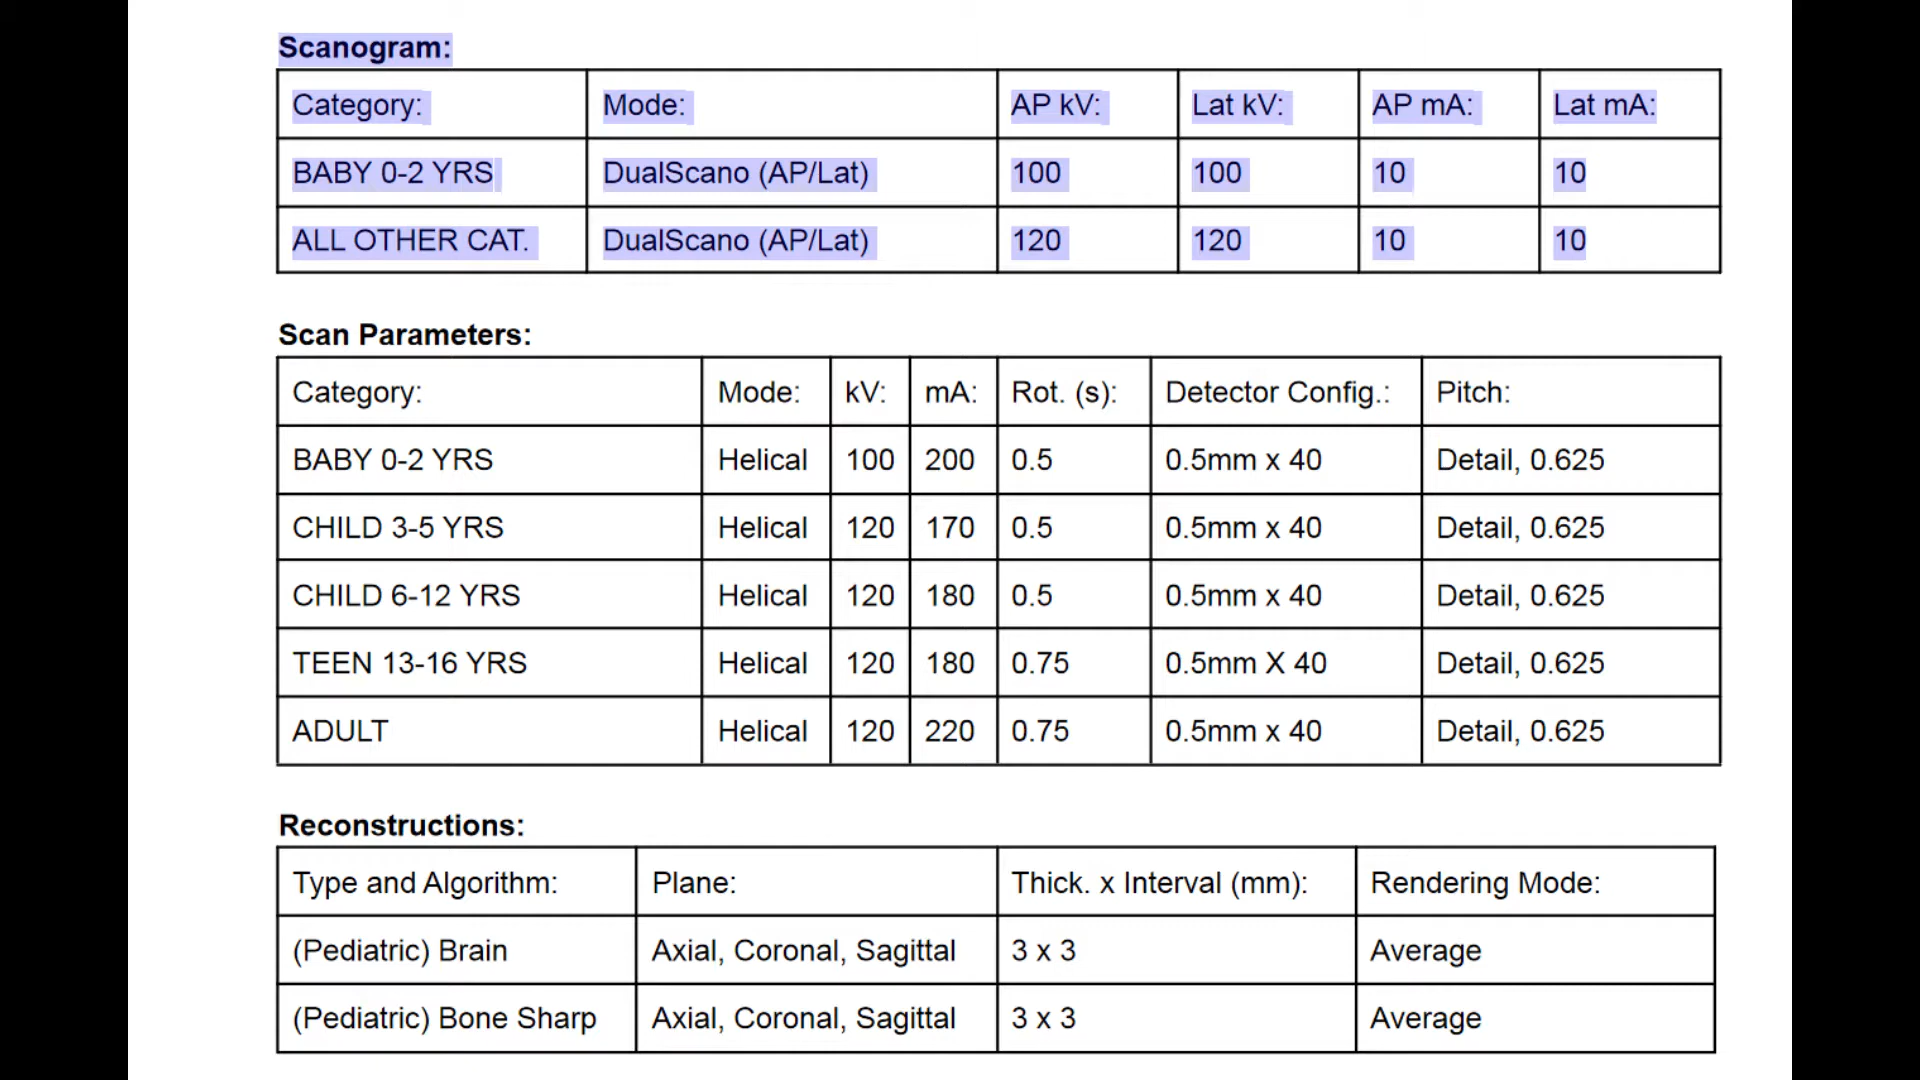 Scanogram:
Category: Mode: AP kV: Lat kV: AP mA: Lat mA:
BABY 0-2 YRS DualScano (AP/Lat) 100 100 10 10
ALL OTHER CAT. DualScano (AP/Lat) 120 120 10 10
Scan Parameters:
Category: Mode: kV: mA: Rot. (s): Detector Config.: Pitch:
BABY 0-2 YRS Helical 100 200 0.5 0.5mm x 40 Detail, 0.625
CHILD 3-5 YRS Helical 120 170 0.5 0.5mm x 40 Detail, 0.625
CHILD 6-12 YRS Helical 120 180 0.5 0.5mm x 40 Detail, 0.625
TEEN 13-16 YRS Helical 120 180 0.75 0.5mm X 40 Detail, 0.625
ADULT Helical 120 220 0.75 0.5mm x 40 Detail, 0.625
Reconstructions:
Type and Algorithm: Plane: Thick. x Interval (mm): Rendering Mode:
(Pediatric) Brain Axial, Coronal, Sagittal 3 x 3 Average
(Pediatric) Bone Sharp Axial, Coronal, Sagittal 3 x 3 Average